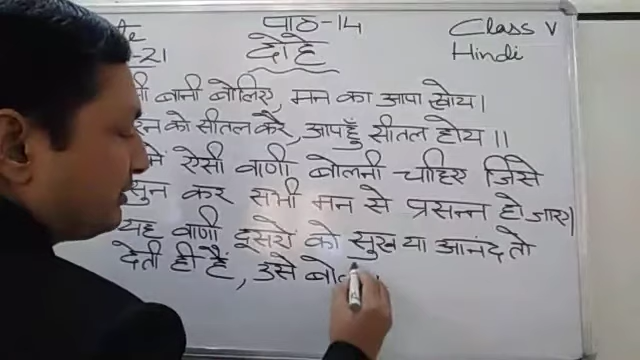 पाठ-14 Class V
-21 दोहे Hindi
बानी बोलिए, मन का आपा खोय।
को सीतल करै, आपहुँ सीतल होय ॥
ऐसी वाणी बोलनी चाहिए जिसे
सुन कर सभी मन से प्रसन्न हो जाए।
यह वाणी दूसरों को सुख या आनंद तो
देती ही है, उसे